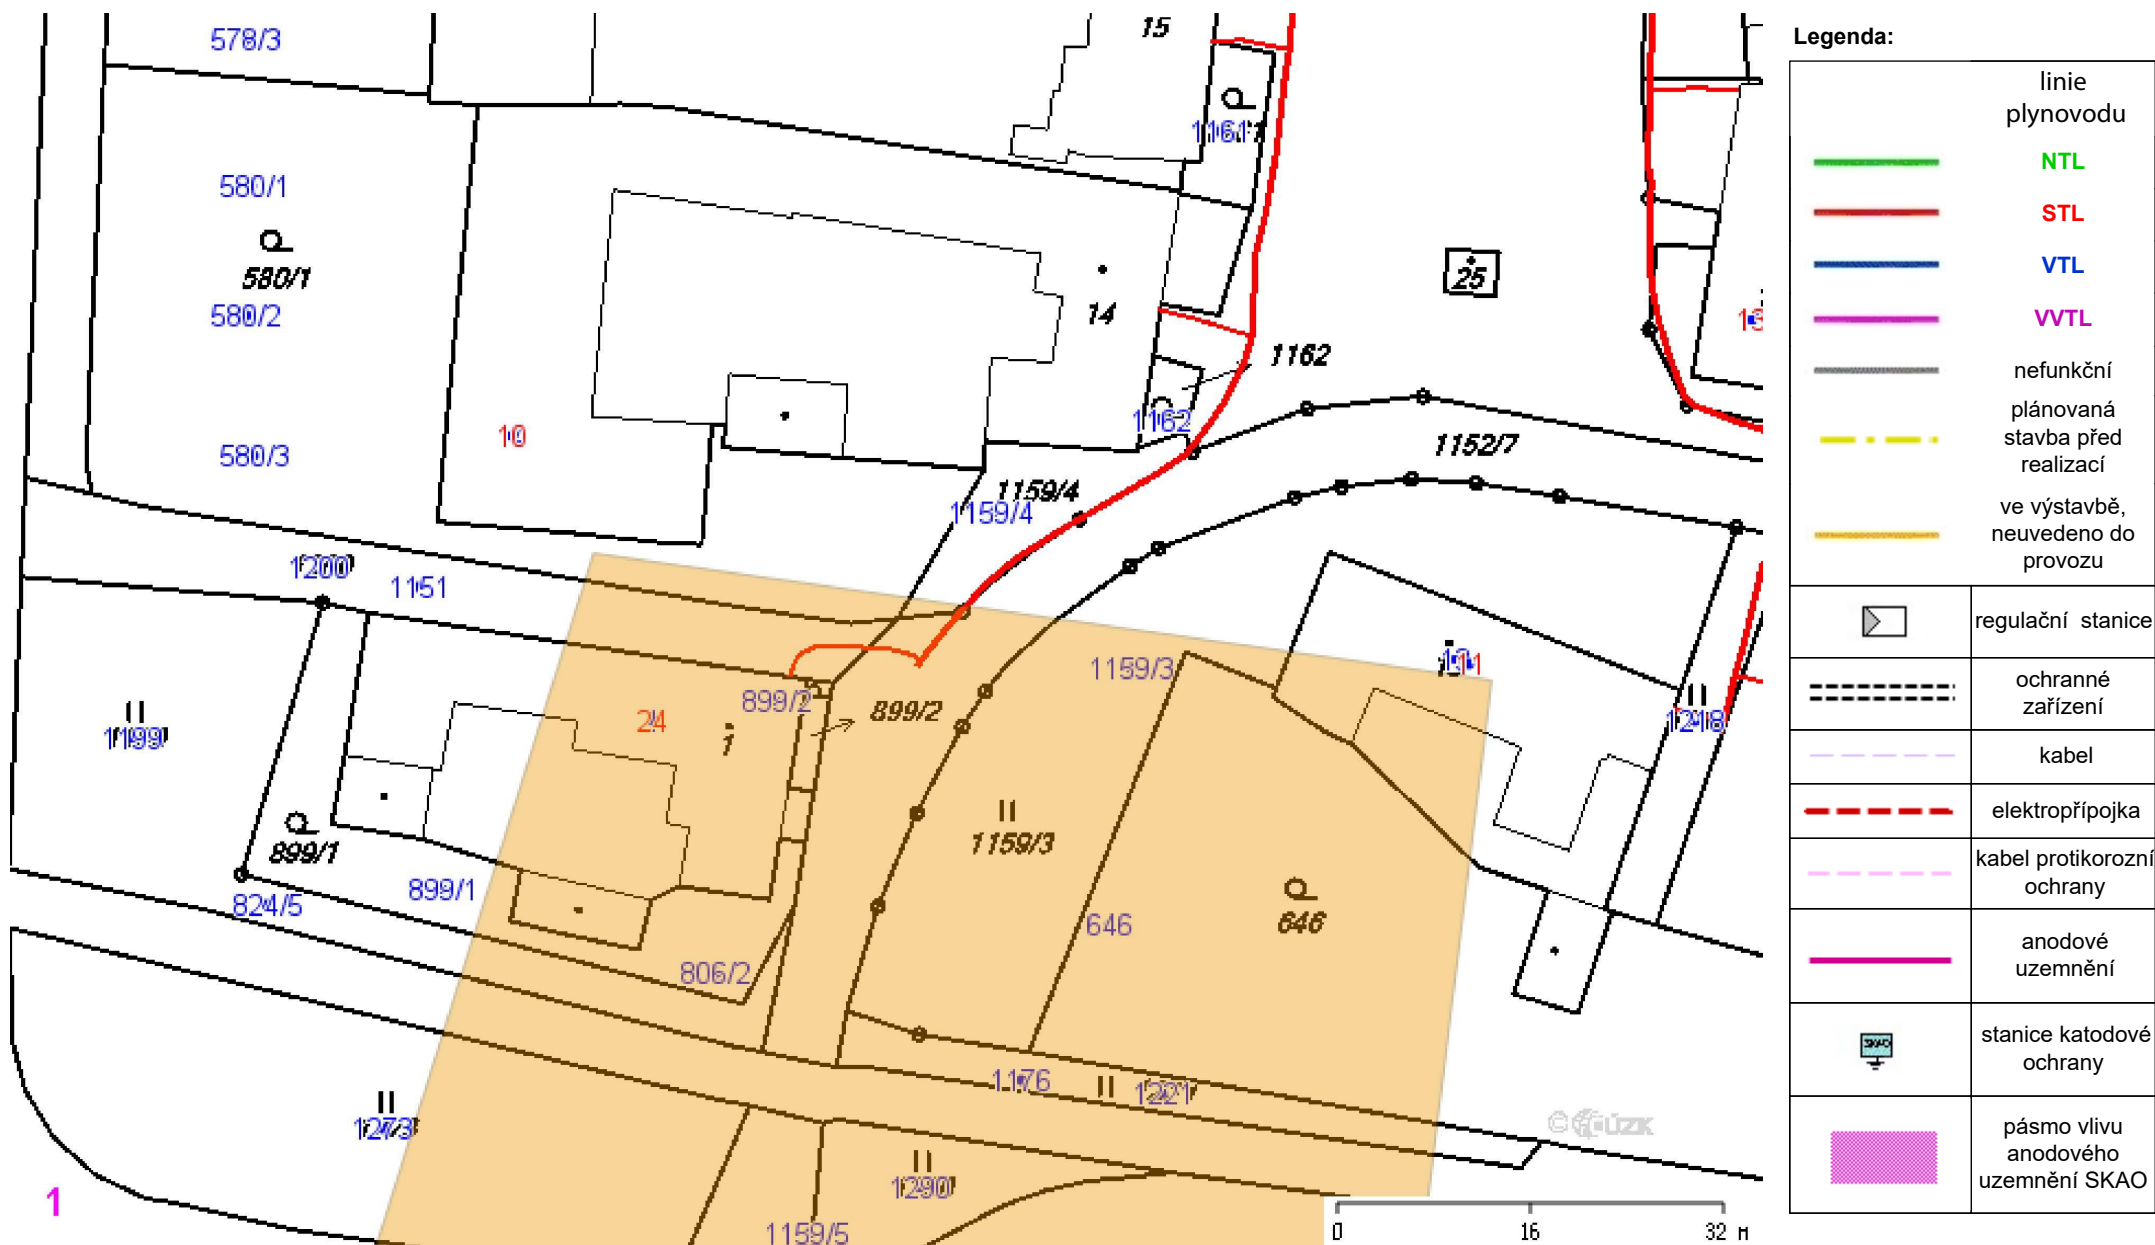 578/3
15
1161
580/1
580/1
580/2
25
14
1162
1162
10
580/3
1152/7
1159/4
1159/4
1200
1151
1159/3
11
899/2
899/2
24
1
1199
1218
1159/3
899/1
899/1
824/5
646
646
806/2
1176
1221
1273
1290
1159/5
1
0 16 32 м
Legenda:
linie
plynovodu
NTL
STL
VTL
VVTL
nefunkční
plánovaná
stavba před
realizací
ve výstavbě,
neuvedeno do
provozu
regulační stanice
ochranné
zařízení
kabel
elektropřípojka
kabel protikorozní
ochrany
anodové
uzemnění
SKAO
stanice katodové
ochrany
pásmo vlivu
anodového
uzemnění SKAO